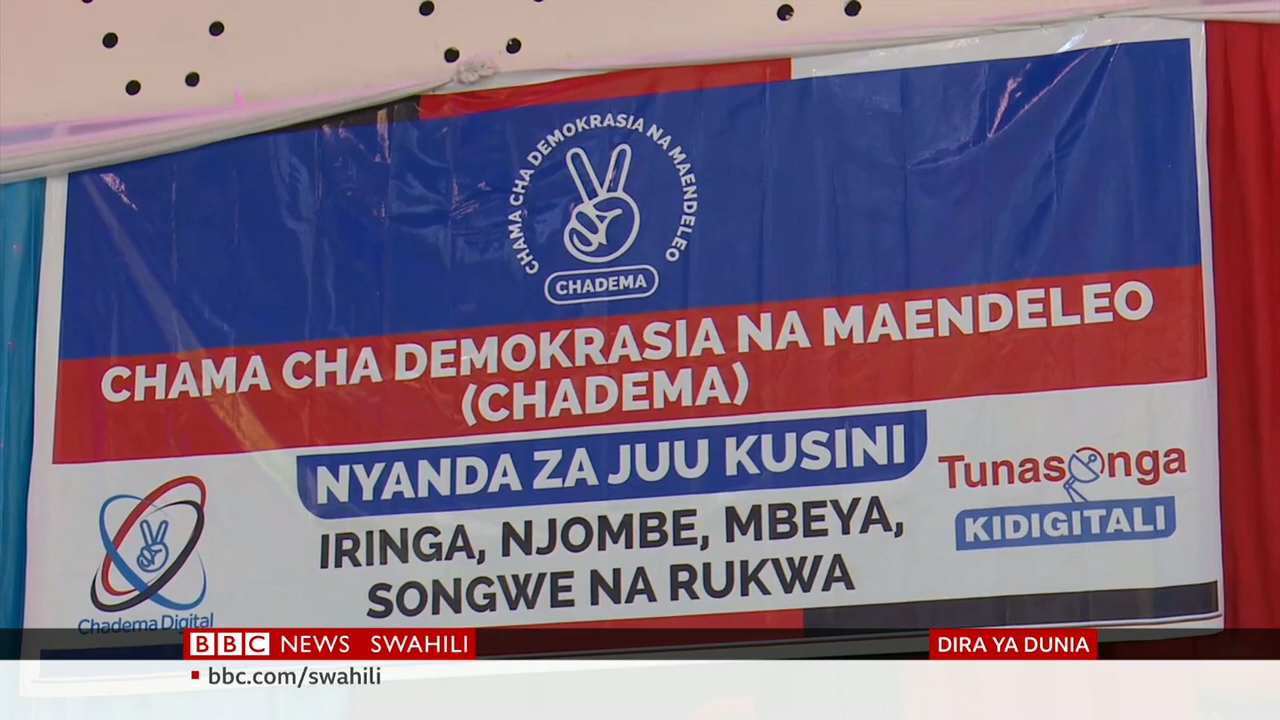 CHAMA CHA DEMOKRASIA NA MAENDELEO
CHADEMA
CHAMA CHA DEMOKRASIA NA MAENDELEO
(CHADEMA)
NYANDA ZA JUU KUSINI
IRINGA, NJOMBE, MBEYA,
SONGWE NA RUKWA
Chadema Digital
Tunasonga
KIDIGITALI
BBC NEWS SWAHILI
DIRA YA DUNIA
bbc.com/swahili